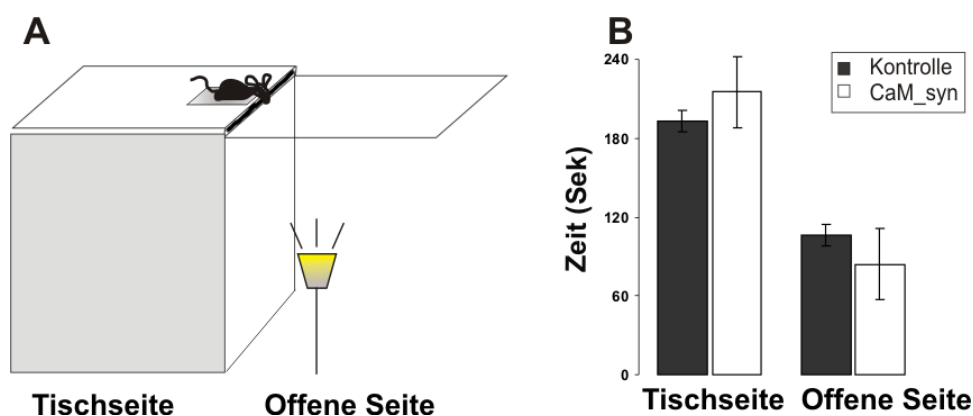 A
Tischseite
Offene Seite
B
Zeit (Sek)
240
180
120
60
0
Kontrolle
CaM_syn
Tischseite
Offene Seite